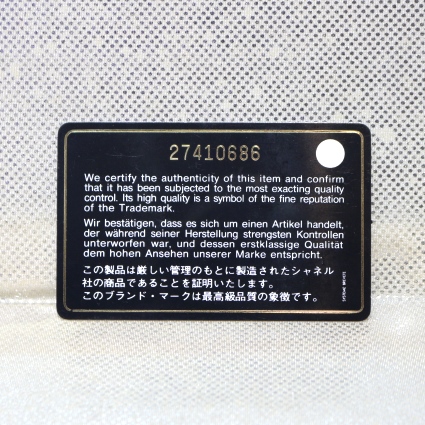 27410686
We certify the authenticity of this item and confirm
that it has been subjected to the most exacting quality
control. Its high quality is a symbol of the fine reputation
of the Trademark.
Wir bestätigen, dass es sich um einen Artikel handelt,
der während seiner Herstellung strengsten Kontrollen
unterworfen war, und dessen erstklassige Qualität
dem hohen Ansehen unserer Marke entspricht.
この製品は厳しい管理のもとに製造されたシャネル
社の商品であることを証明いたします。
このブランド・マークは最高級品質の象徴です。